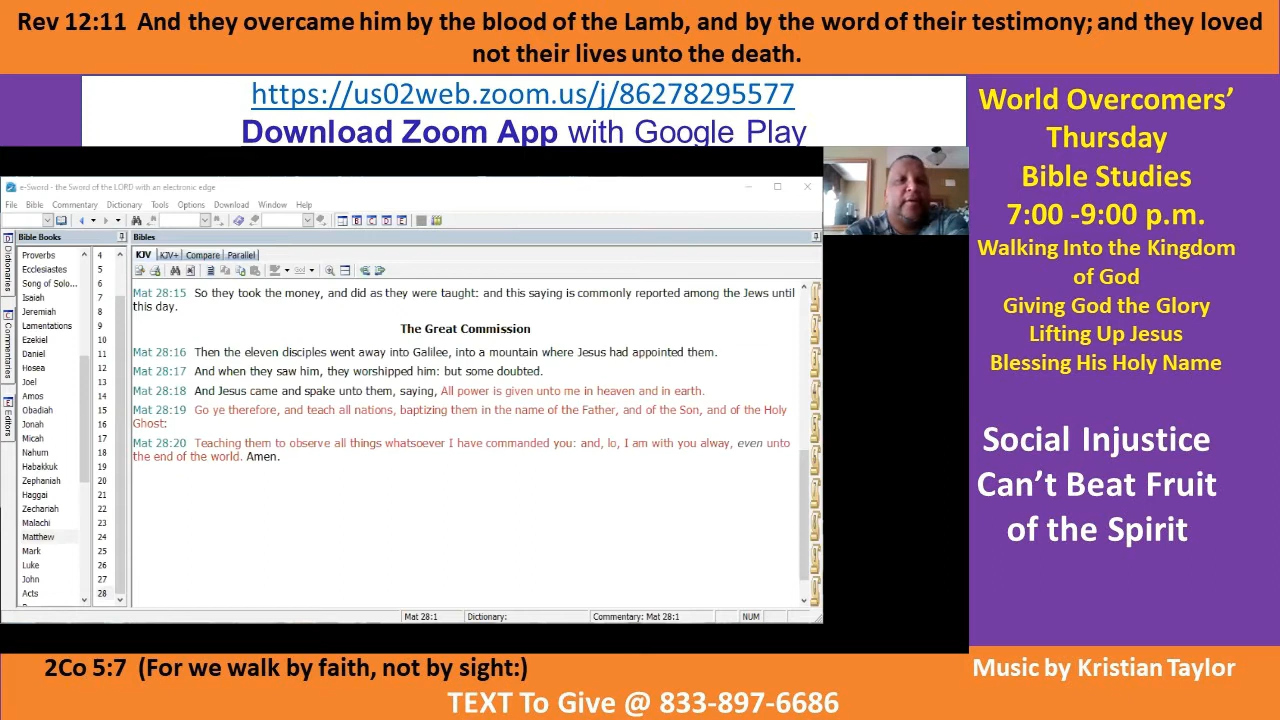 Rev 12:11 And they overcame him by the blood of the Lamb, and by the word of their testimony; and they loved
not their lives unto the death.
https://us02web.zoom.us/j/86278295577
Download Zoom App with Google Play
World Overcomers’
Thursday
Bible Studies
7:00 -9:00 p.m.
Walking Into the Kingdom
of God
Giving God the Glory
Lifting Up Jesus
Blessing His Holy Name
Social Injustice
Can’t Beat Fruit
of the Spirit
e-Sword - the Sword of the LORD with an electronic edge
File Bible Commentary Dictionary Tools Options Download Window Help
B C D E
Dictionaries
Commentaries
Editors
Bible Books
Proverbs 4
Ecclesiastes 5
Song of Solo... 6
Isaiah 7
Jeremiah 8
Lamentations 9
Ezekiel 10
Daniel 11
Hosea 12
Joel 13
Amos 14
Obadiah 15
Jonah 16
Micah 17
Nahum 18
Habakkuk 19
Zephaniah 20
Haggai 21
Zechariah 22
Malachi 23
Matthew 24
Mark 25
Luke 26
John 27
Acts 28
Bibles
KJV KJV+ Compare Parallel
Mat 28:15 So they took the money, and did as they were taught: and this saying is commonly reported among the Jews until
this day.
The Great Commission
Mat 28:16 Then the eleven disciples went away into Galilee, into a mountain where Jesus had appointed them.
Mat 28:17 And when they saw him, they worshipped him: but some doubted.
Mat 28:18 And Jesus came and spake unto them, saying, All power is given unto me in heaven and in earth.
Mat 28:19 Go ye therefore, and teach all nations, baptizing them in the name of the Father, and of the Son, and of the Holy
Ghost:
Mat 28:20 Teaching them to observe all things whatsoever I have commanded you: and, lo, I am with you alway, even unto
the end of the world. Amen.
Mat 28:1 Dictionary: Commentary: Mat 28:1 NUM
2Co 5:7 (For we walk by faith, not by sight:)
Music by Kristian Taylor
TEXT To Give @ 833-897-6686